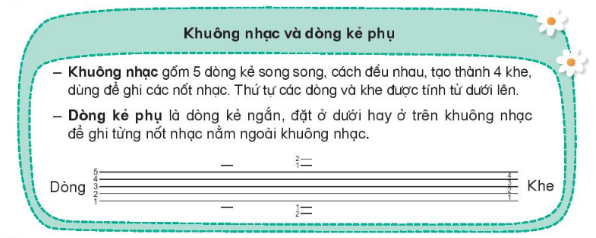 Khuông nhạc và dòng kẻ phụ
– Khuông nhạc gồm 5 dòng kẻ song song, cách đều nhau, tạo thành 4 khe,
dùng để ghi các nốt nhạc. Thứ tự các dòng và khe được tính từ dưới lên.
– Dòng kẻ phụ là dòng kẻ ngắn, đặt ở dưới hay ở trên khuông nhạc
để ghi từng nốt nhạc nằm ngoài khuông nhạc.
2
1
Dòng 5 4 3 2 1 4 3 2 1 Khe
1
2